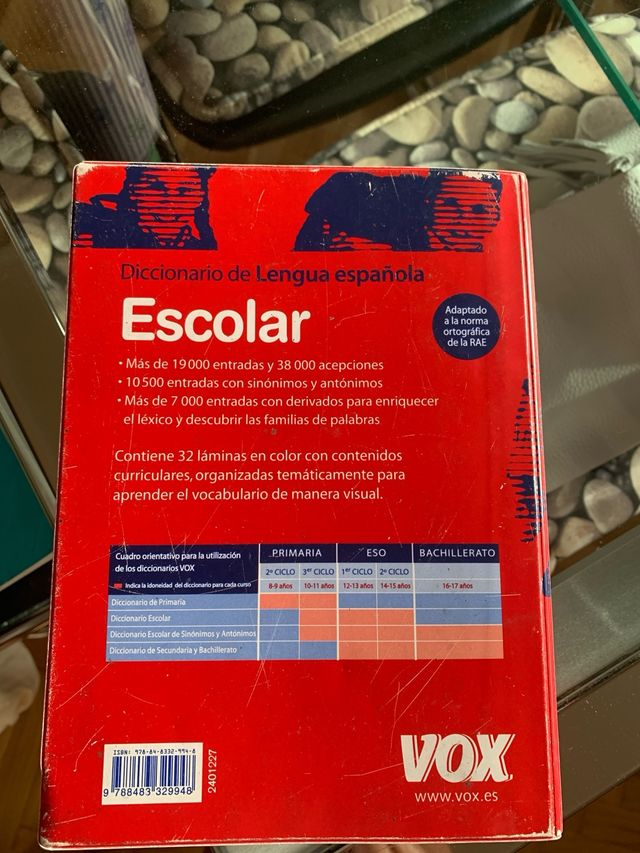 Diccionario de Lengua española
Escolar
Adaptado
a la norma
ortográfica
de la RAE
• Más de 19 000 entradas y 38 000 acepciones
• 10 500 entradas con sinónimos y antónimos
• Más de 7 000 entradas con derivados para enriquecer
el léxico y descubrir las familias de palabras
Contiene 32 láminas en color con contenidos
curriculares, organizadas temáticamente para
aprender el vocabulario de manera visual.
Cuadro orientativo para la utilización
de los diccionarios VOX
Indica la idoneidad del diccionario para cada curso
PRIMARIA ESO BACHILLERATO
2º CICLO 3er CICLO 1er CICLO 2º CICLO
8-9 años 10-11 años 12-13 años 14-15 años 16-17 años
Diccionario de Primaria
Diccionario Escolar
Diccionario Escolar de Sinónimos y Antónimos
Diccionario de Secundaria y Bachillerato
ISBN: 978-84-8332-994-8
9 788483 329948
2401227
VOX
www.vox.es